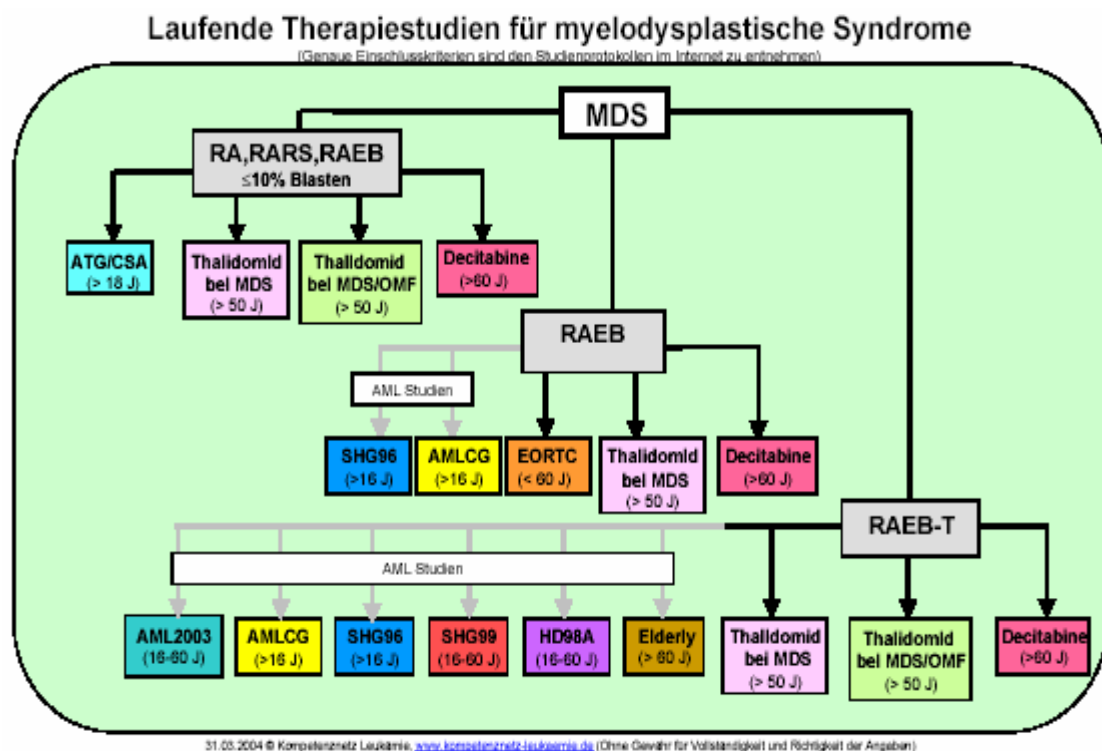 Laufende Therapiestudien für myelodysplastische Syndrome
(Genaue Einschlusskriterien sind den Studienprotokollen im Internet zu entnehmen)
MDS
RA,RARS,RAEB
≤10% Blasten
ATG/CSA
(> 18 J)
Thalidomid
bei MDS
(> 50 J)
Thalidomid
bei MDS/OMF
(> 50 J)
Decitabine
(>60 J)
RAEB
AML Studien
SHG96
(>16 J)
AMLCG
(>16 J)
EORTC
(< 60 J)
Thalidomid
bei MDS
(> 50 J)
Decitabine
(>60 J)
RAEB-T
AML Studien
AML2003
(16-60 J)
AMLCG
(>16 J)
SHG96
(>16 J)
SHG99
(16-60 J)
HD98A
(16-60 J)
Elderly
(> 60 J)
Thalidomid
bei MDS
(> 50 J)
Thalidomid
bei MDS/OMF
(> 50 J)
Decitabine
(>60 J)
31.03.2004 © Kompetenznetz Leukämie, www.kompetenznetz-leukaemie.de (Ohne Gewähr für Vollständigkeit und Richtigkeit der Angaben)